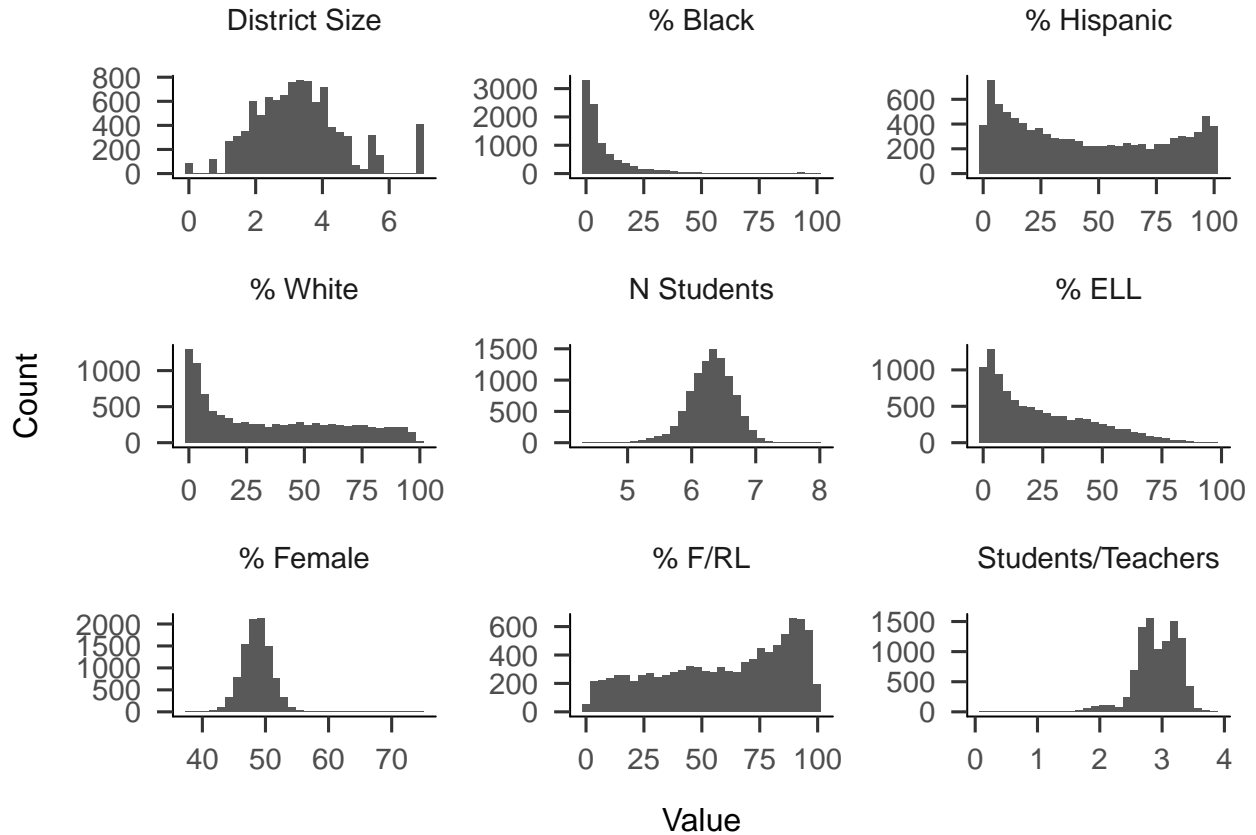 District Size
% Black
% Hispanic
800
600
400
200
0
0 2 4 6
3000
2000
1000
0
0 25 50 75 100
600
400
200
0
0 25 50 75 100
% White
N Students
% ELL
1000
500
0
0 25 50 75 100
1500
1000
500
0
5 6 7 8
1000
500
0
0 25 50 75 100
% Female
% F/RL
Students/Teachers
2000
1500
1000
500
0
40 50 60 70
600
400
200
0
0 25 50 75 100
1500
1000
500
0
0 1 2 3 4
Count
Value